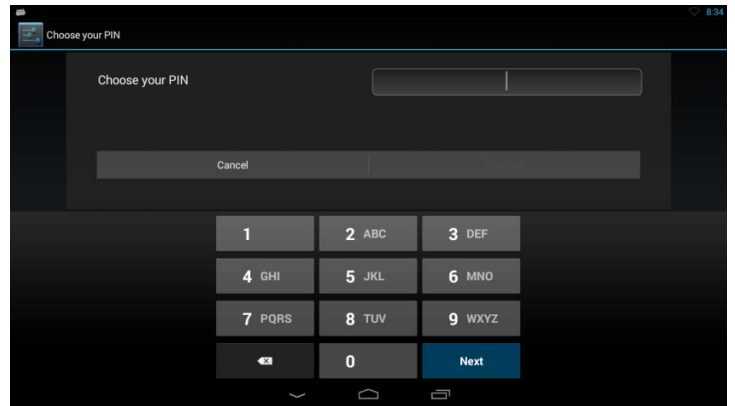 8:34
Choose your PIN
Choose your PIN
Cancel
1 2 ABC 3 DEF
4 GHI 5 JKL 6 MNO
7 PQRS 8 TUV 9 WXYZ
0 Next